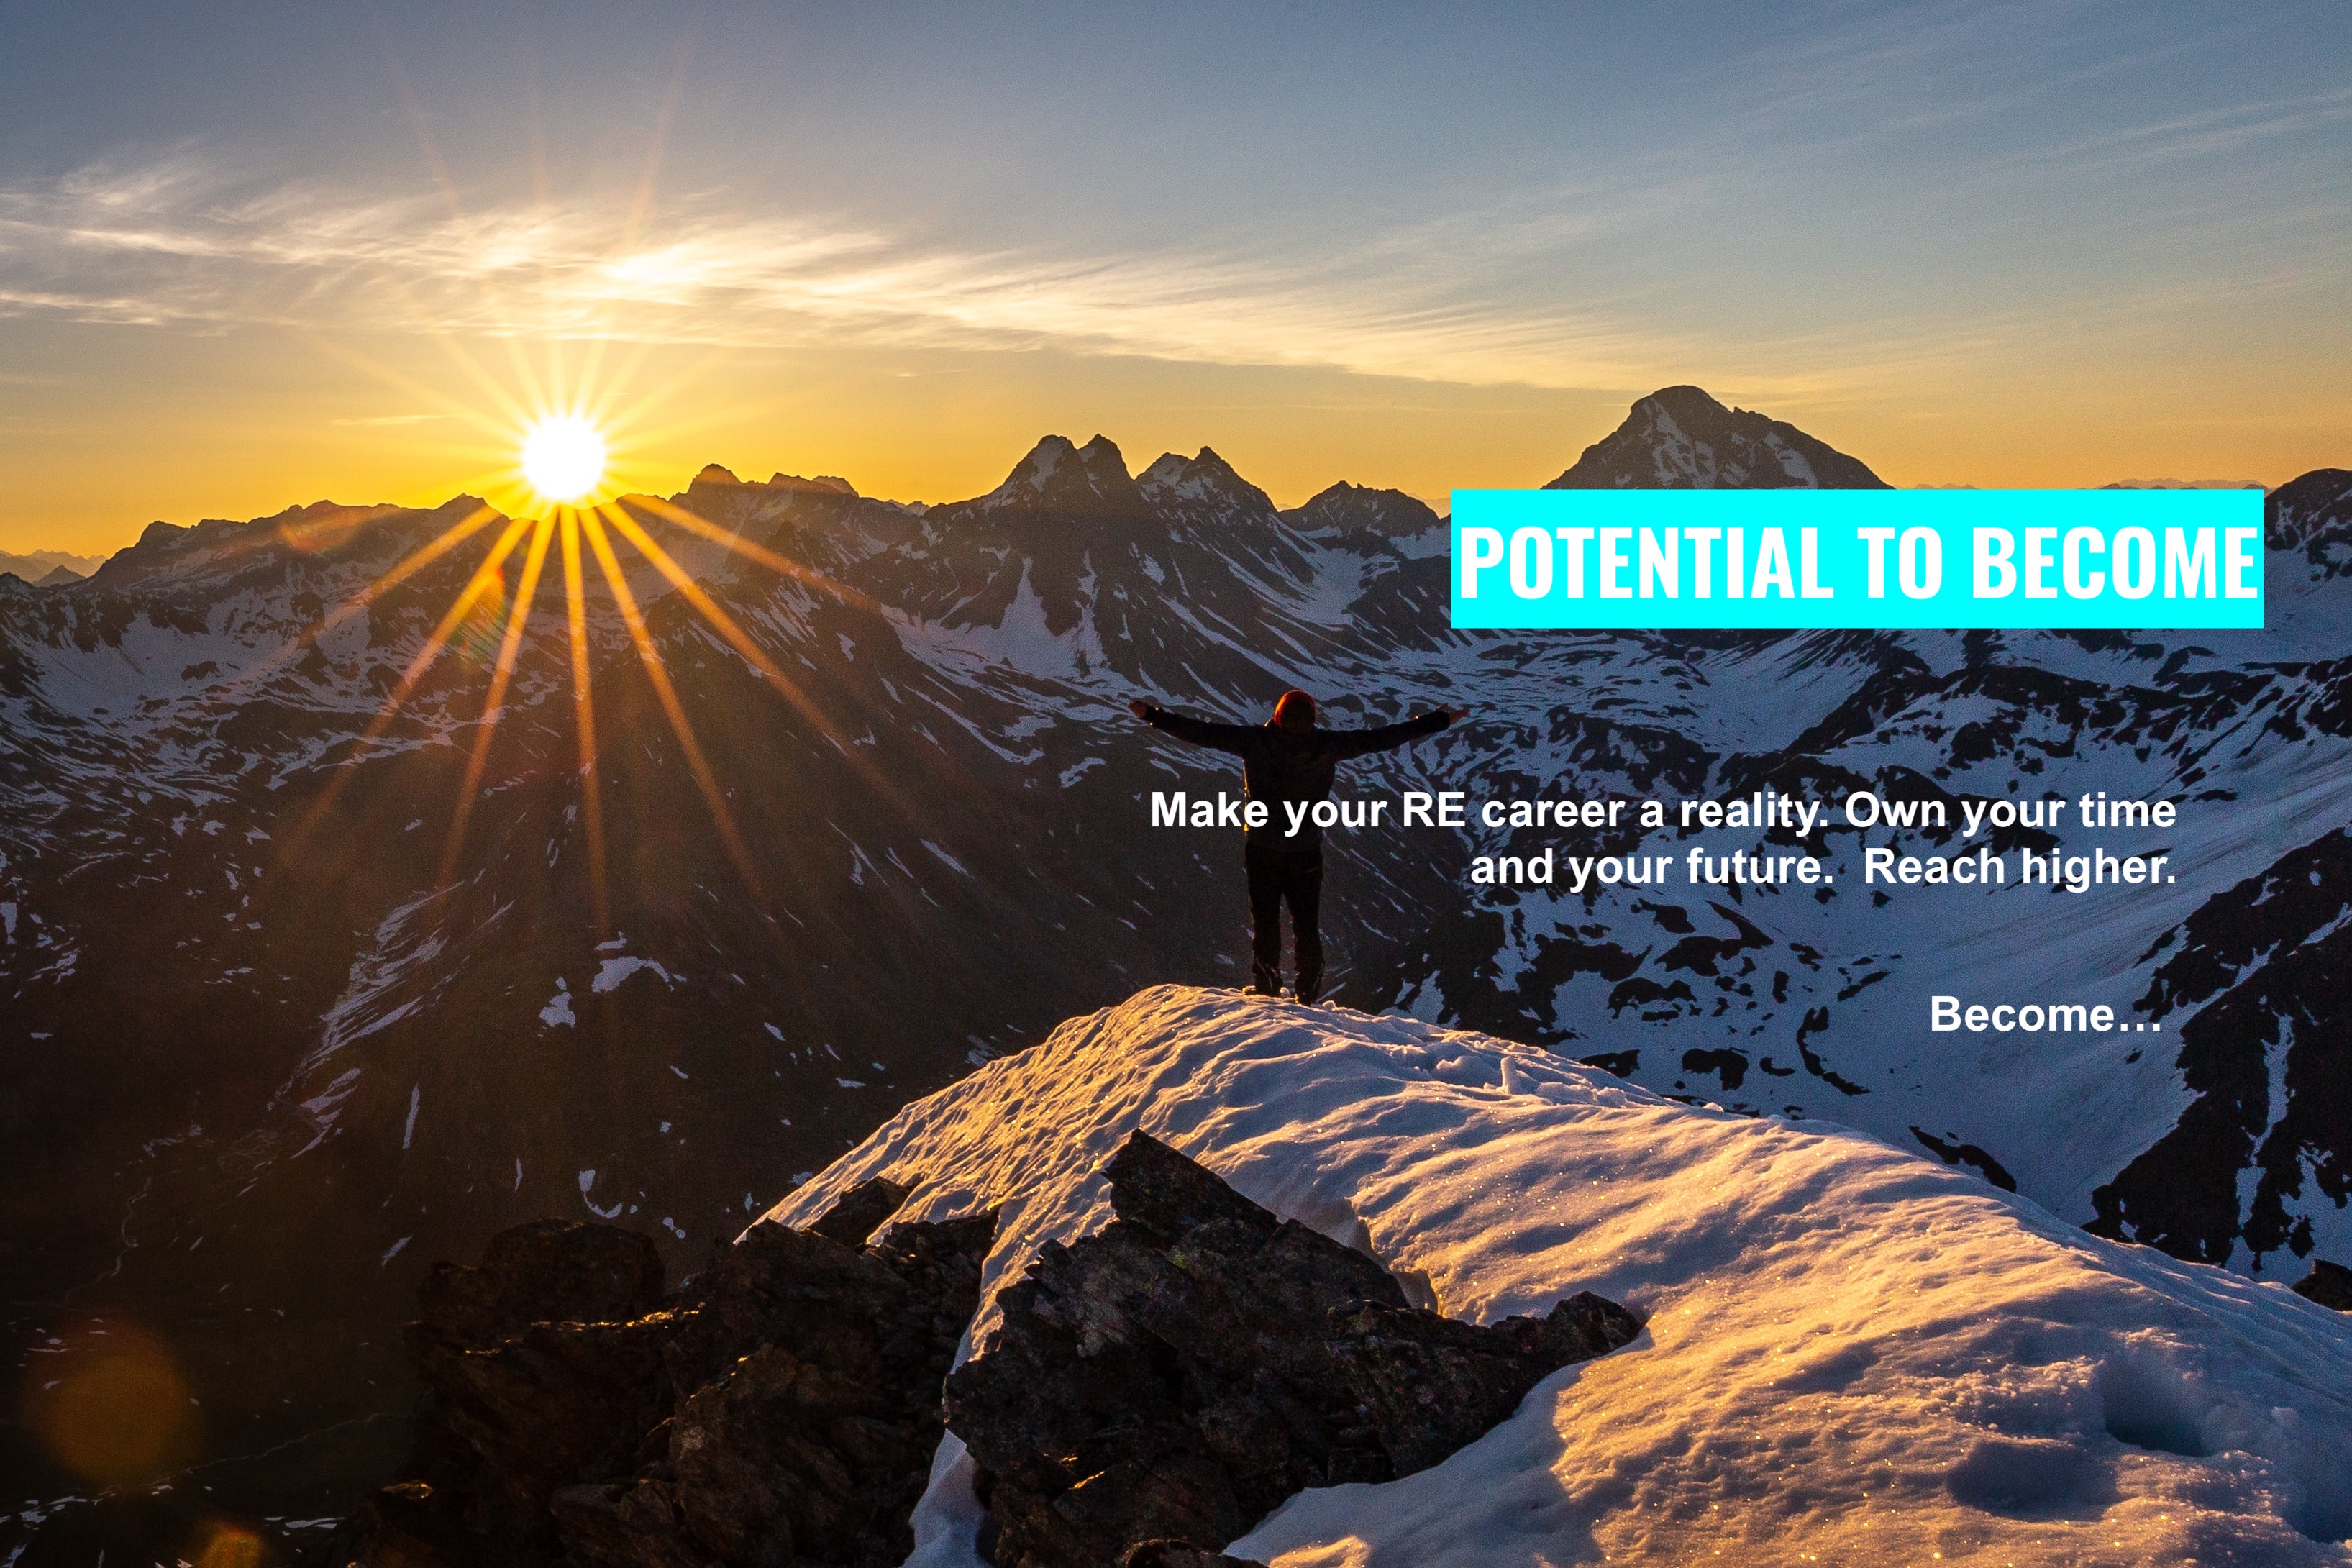 POTENTIAL TO BECOME
Make your RE career a reality. Own your time
and your future.  Reach higher.
Become…